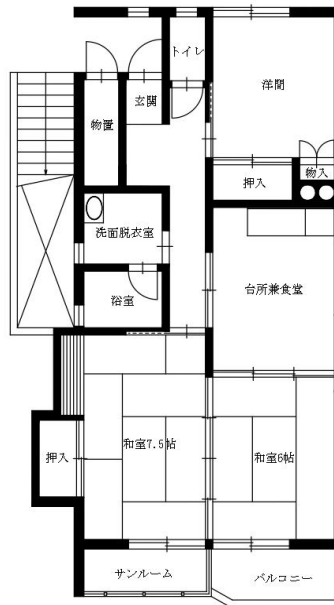 トイレ
玄関
洋間
物置
押入
物入
洗面脱衣室
台所兼食堂
浴室
和室7.5帖
和室6帖
押入
サンルーム
バルコニー